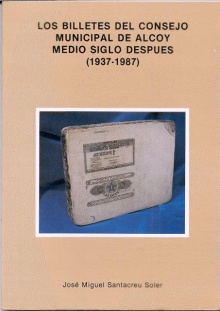 LOS BILLETES DEL CONSEJO
MUNICIPAL DE ALCOY
MEDIO SIGLO DESPUES
(1937-1987)
José Miguel Santacreu Soler